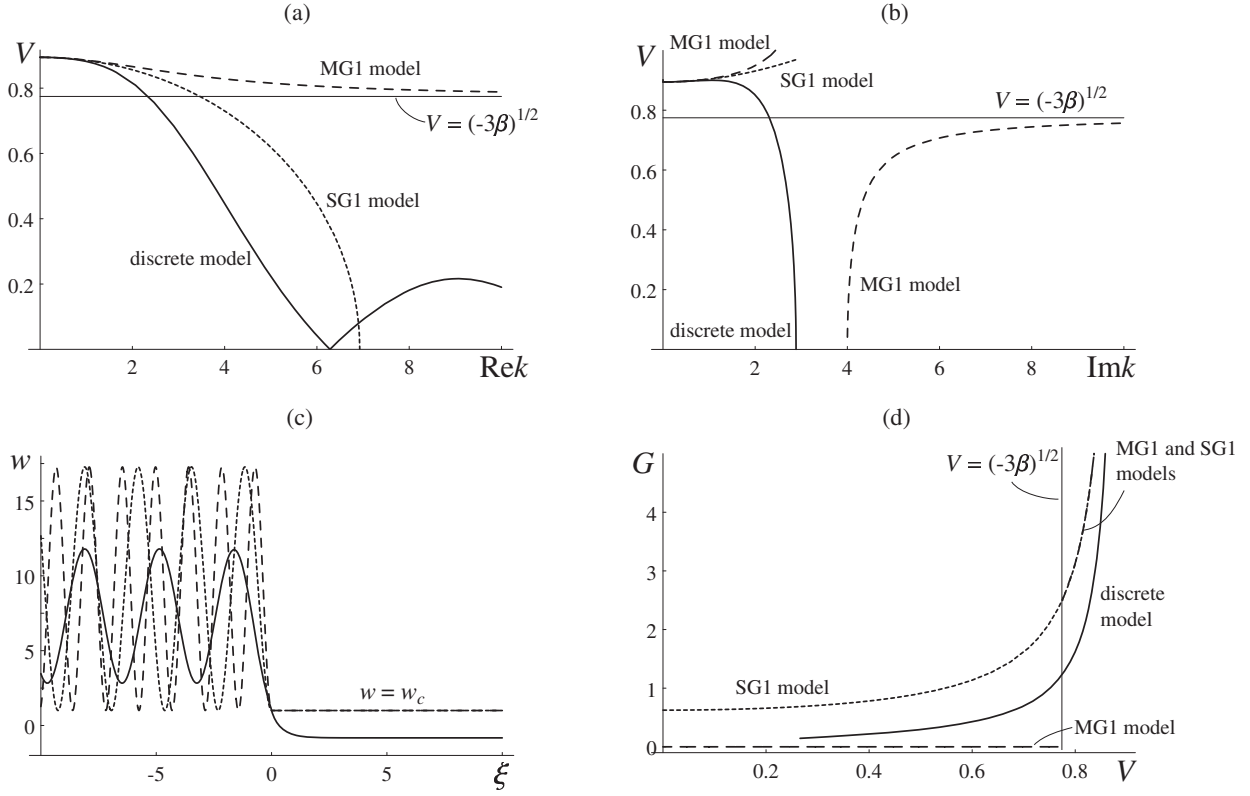 (a)
V
MG1 model
0.8
V = (-3β)^1/2
0.6
SG1 model
0.4
discrete model
0.2
2
4
6
8
Rek
(b)
V
MG1 model
SG1 model
V = (-3β)^1/2
0.8
0.6
0.4
MG1 model
0.2
discrete model
2
4
6
8
Imk
(c)
w
15
10
5
w = w_c
0
-5
0
5
ξ
(d)
G
V = (-3β)^1/2
MG1 and SG1
models
4
3
discrete
model
2
SG1 model
1
MG1 model
0
0.2
0.4
0.6
0.8
V